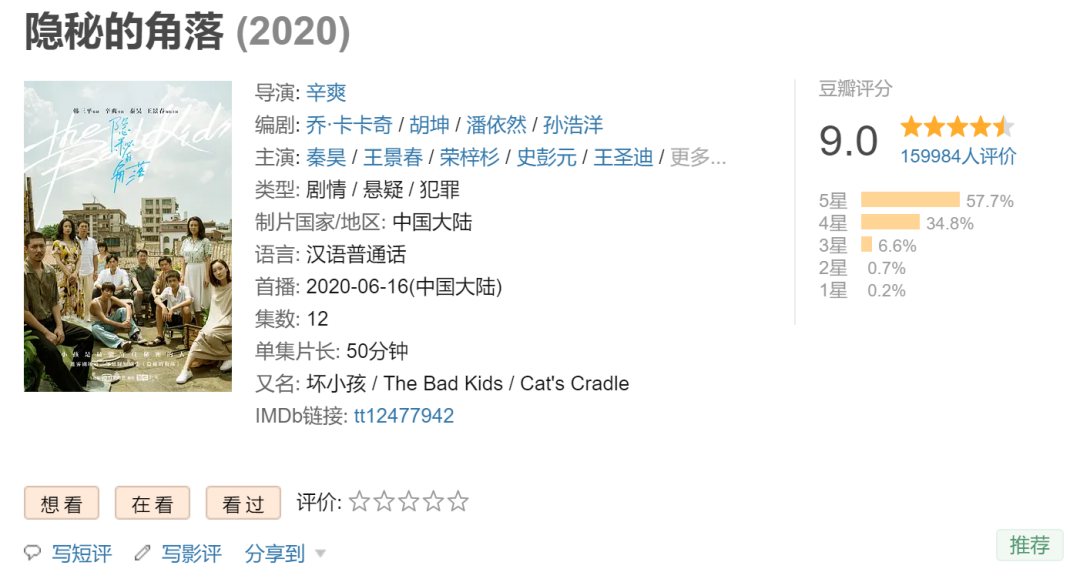 隐秘的角落 (2020)
the Bad Kids
隐秘的角落
导演: 辛爽
编剧: 乔·卡卡奇 / 胡坤 / 潘依然 / 孙浩洋
主演: 秦昊 / 王景春 / 荣梓杉 / 史彭元 / 王圣迪 / 更多...
类型: 剧情 / 悬疑 / 犯罪
制片国家/地区: 中国大陆
语言: 汉语普通话
首播: 2020-06-16(中国大陆)
集数: 12
单集片长: 50分钟
又名: 坏小孩 / The Bad Kids / Cat's Cradle
IMDb链接: tt12477942
豆瓣评分
9.0
159984人评价
5星 57.7%
4星 34.8%
3星 6.6%
2星 0.7%
1星 0.2%
想看 在看 看过 评价:
写短评 写影评 分享到
推荐